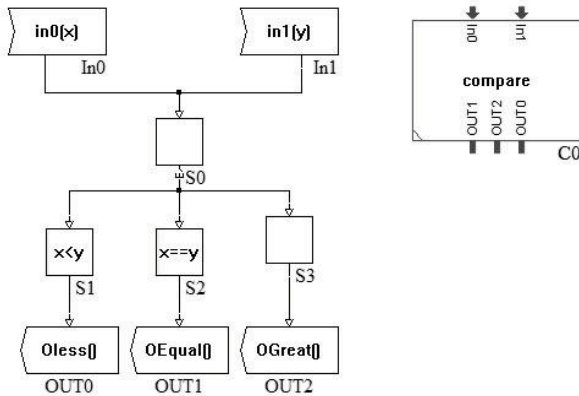 in0(x)
in1(y)
In0
In1
S0
x<y
x==y
S1
S2
S3
Oless()
OEqual()
OGreat()
OUT0
OUT1
OUT2
In0
In1
compare
OUT1
OUT2
OUT0
C0